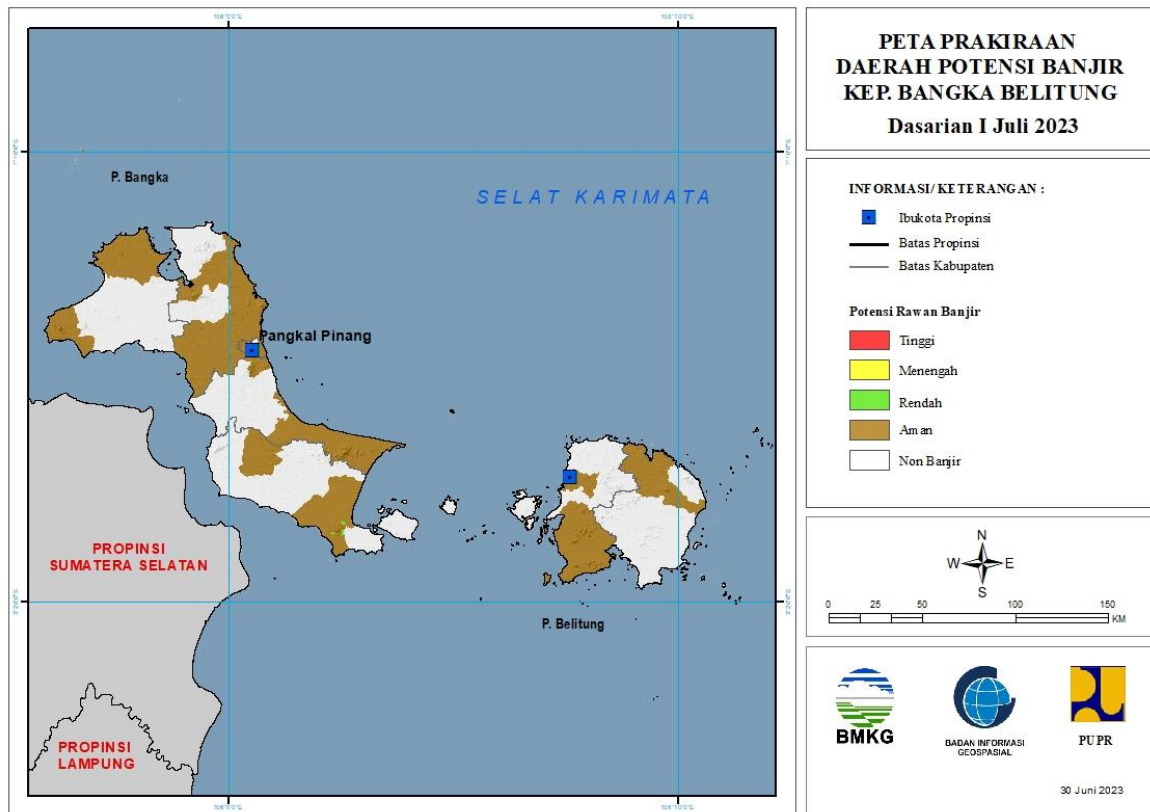 PETA PRAKIRAAN
DAERAH POTENSI BANJIR
KEP. BANGKA BELITUNG
Dasarian I Juli 2023
P. Bangka
SELAT KARIMATA
Pangkal Pinang
PROPINSI
SUMATERA SELATAN
P. Belitung
PROPINSI
LAMPUNG
INFORMASI/ KETERANGAN :
Ibukota Propinsi
Batas Propinsi
Batas Kabupaten
Potensi Rawan Banjir
Tinggi
Menengah
Rendah
Aman
Non Banjir
N
W E
S
0 25 50 100 150
KM
BMKG
BADAN INFORMASI
GEOSPASIAL
PUPR
30 Juni 2023